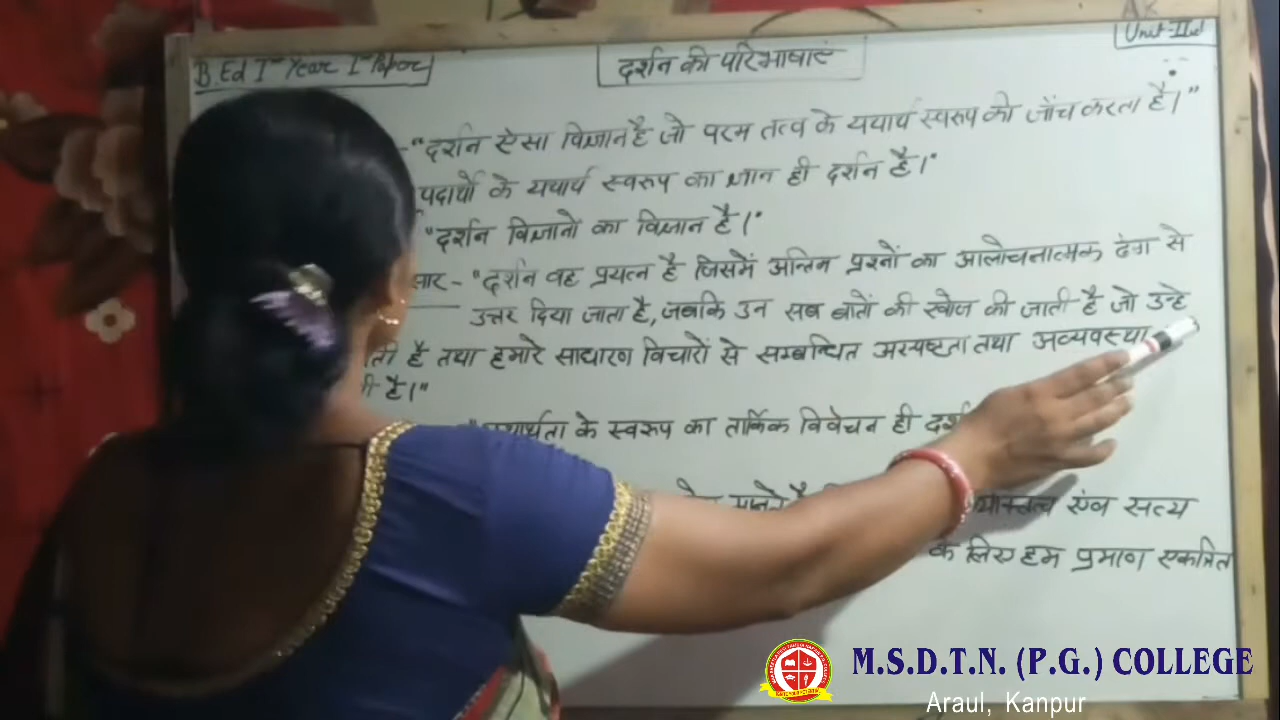 B.Ed Ist Year Ist Paper
दर्शन की परिभाषाएं
Unit-IInd
"दर्शन ऐसा विज्ञान है जो परम तत्व के यथार्थ स्वरूप की जाँच करता है।"
पदार्थो के यथार्थ स्वरूप का ज्ञान ही दर्शन है।"
"दर्शन विज्ञानो का विज्ञान है।"
सार - "दर्शन वह प्रयत्न है जिसमें अन्तिम प्रश्नों का आलोचनात्मक ढंग से
उत्तर दिया जाता है, जबकि उन सब बातों की खोज की जाती है जो उन्हे
ती है तथा हमारे साधारण विचारों से सम्बन्धित अस्पष्टता तथा अव्यवस्था
है।"
के स्वरूप का तार्किक विवेचन ही
एंव सत्य
के लिए हम प्रमाण एकत्रित
M.S.D.T.N. (P.G.) COLLEGE
Araul, Kanpur